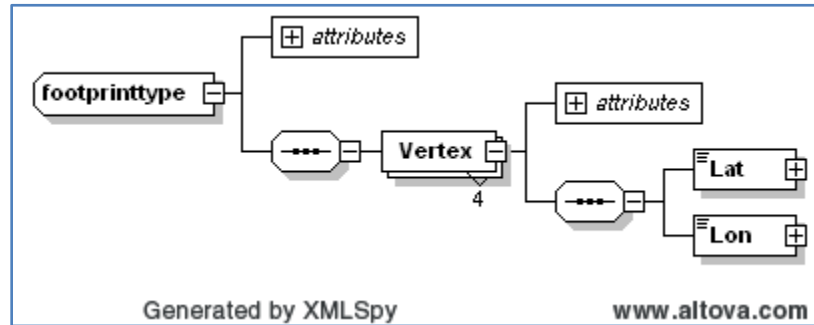 attributes
footprinttype
attributes
Vertex
4
Lat
Lon
Generated by XMLSpy
www.altova.com